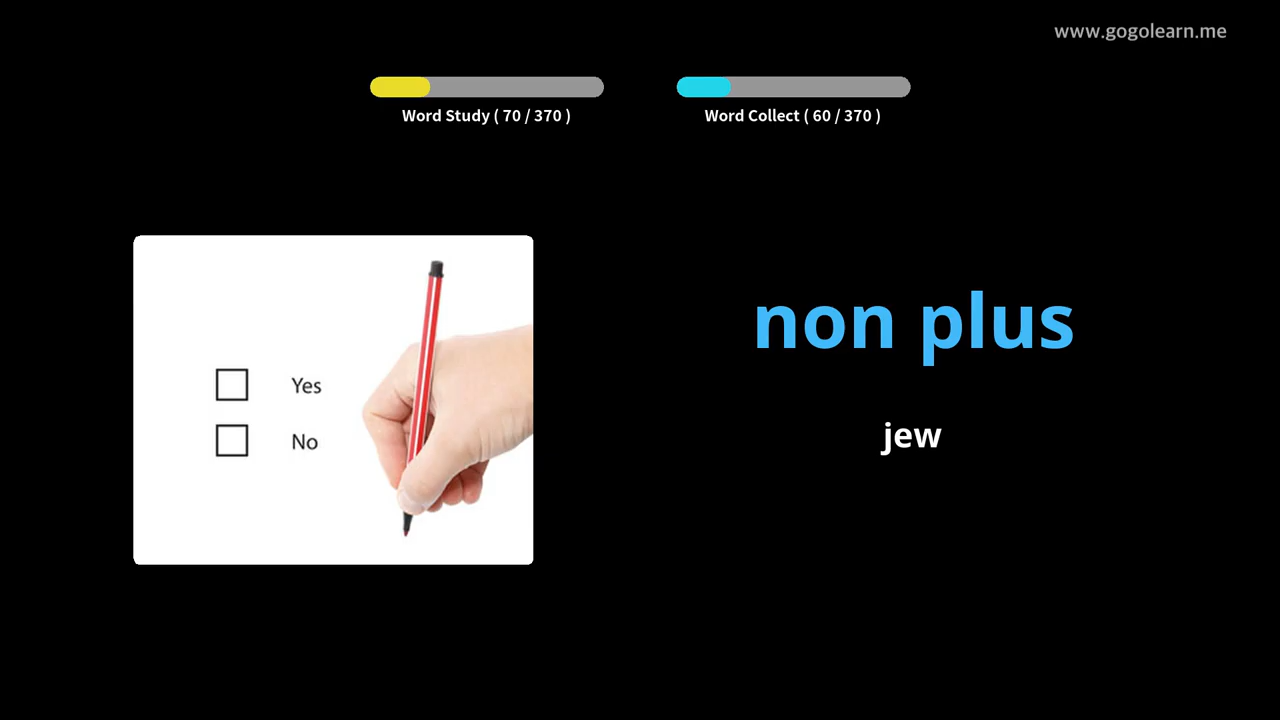 www.gogolearn.me
Word Study ( 70 / 370 )
Word Collect ( 60 / 370 )
Yes
No
non plus
jew